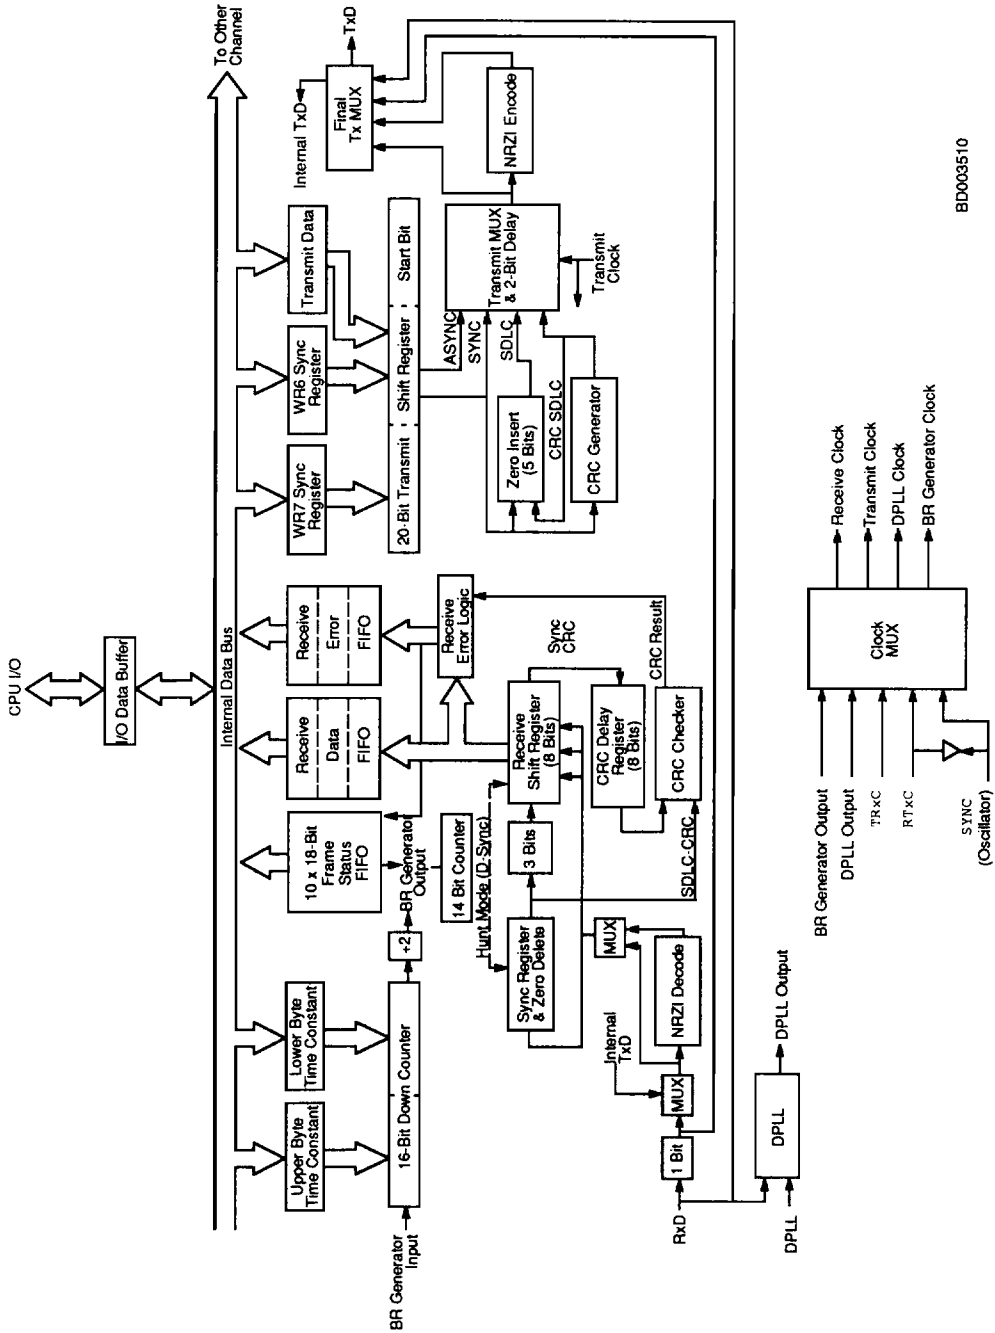 CPU I/O
I/O Data Buffer
Internal Data Bus
To Other
Channel
Upper Byte
Time Constant
Lower Byte
Time Constant
10 x 18-Bit
Frame
Status
FIFO
Receive
Data
FIFO
Receive
Error
FIFO
WR7 Sync
Register
WR6 Sync
Register
Transmit Data
Internal TxD
Final
Tx MUX
TxD
BR Generator
Input
16-Bit Down Counter
÷2
BR Generator
Output
14 Bit Counter
Receive
Error Logic
20-Bit Transmit
Shift Register
Start Bit
Hunt Mode (D-Sync)
ASYNC
SYNC
SDLC
Transmit MUX
& 2-Bit Delay
NRZI Encode
Sync Register
& Zero Delete
3 Bits
Receive
Shift Register
(8 Bits)
Sync
CRC
Zero Insert
(5 Bits)
CRC SDLC
Transmit
Clock
Internal
TxD
MUX
CRC Delay
Register
(8 Bits)
CRC Result
CRC Generator
RxD
1 Bit
MUX
NRZI Decode
SDLC-CRC
CRC Checker
DPLL
DPLL
DPLL Output
BR Generator Output
DPLL Output
TRxC
RTxC
SYNC
(Oscillator)
Clock
MUX
Receive Clock
Transmit Clock
DPLL Clock
BR Generator Clock
BD003510